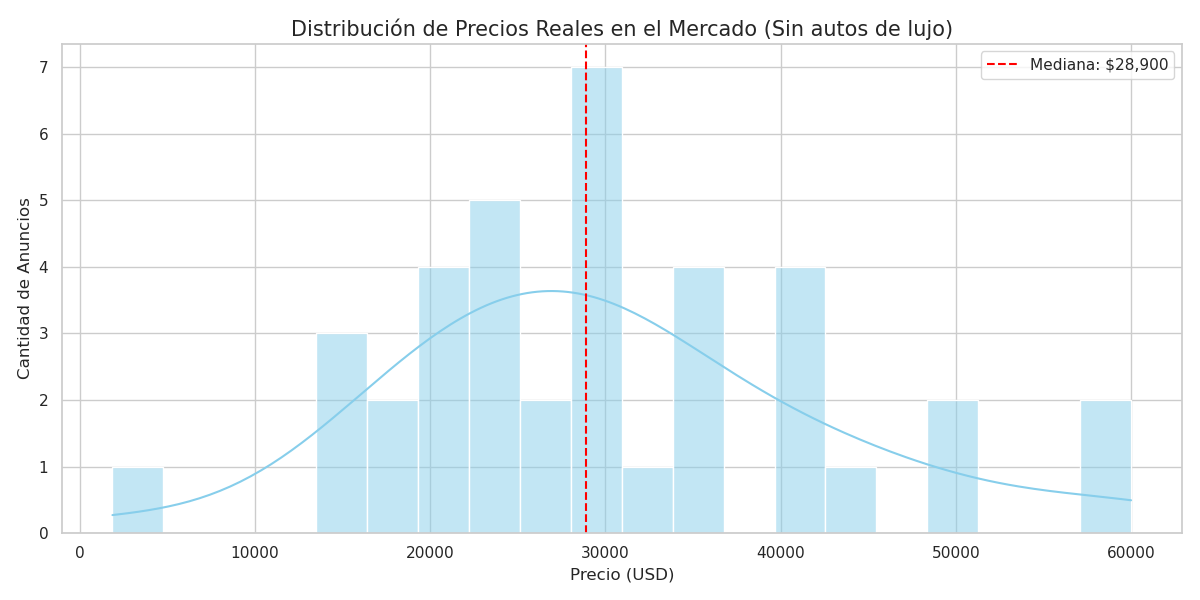 Distribución de Precios Reales en el Mercado (Sin autos de lujo)
Mediana: $28,900
Cantidad de Anuncios
7
6
5
4
3
2
1
0
0 10000 20000 30000 40000 50000 60000
Precio (USD)